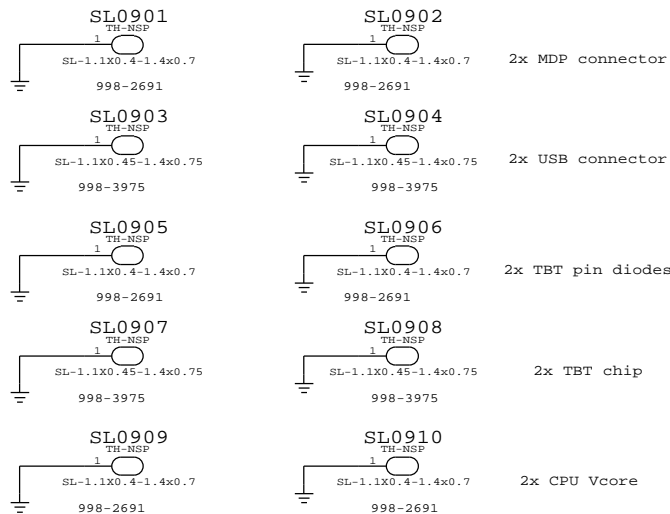 SL0901
TH-NSP
1
SL-1.1X0.4-1.4x0.7
998-2691
SL0902
TH-NSP
1
SL-1.1X0.4-1.4x0.7
998-2691
2x MDP connector
SL0903
TH-NSP
1
SL-1.1X0.45-1.4x0.75
998-3975
SL0904
TH-NSP
1
SL-1.1X0.45-1.4x0.75
998-3975
2x USB connector
SL0905
TH-NSP
1
SL-1.1X0.4-1.4x0.7
998-2691
SL0906
TH-NSP
1
SL-1.1X0.4-1.4x0.7
998-2691
2x TBT pin diodes
SL0907
TH-NSP
1
SL-1.1X0.45-1.4x0.75
998-3975
SL0908
TH-NSP
1
SL-1.1X0.45-1.4x0.75
998-3975
2x TBT chip
SL0909
TH-NSP
1
SL-1.1X0.4-1.4x0.7
998-2691
SL0910
TH-NSP
1
SL-1.1X0.4-1.4x0.7
998-2691
2x CPU Vcore